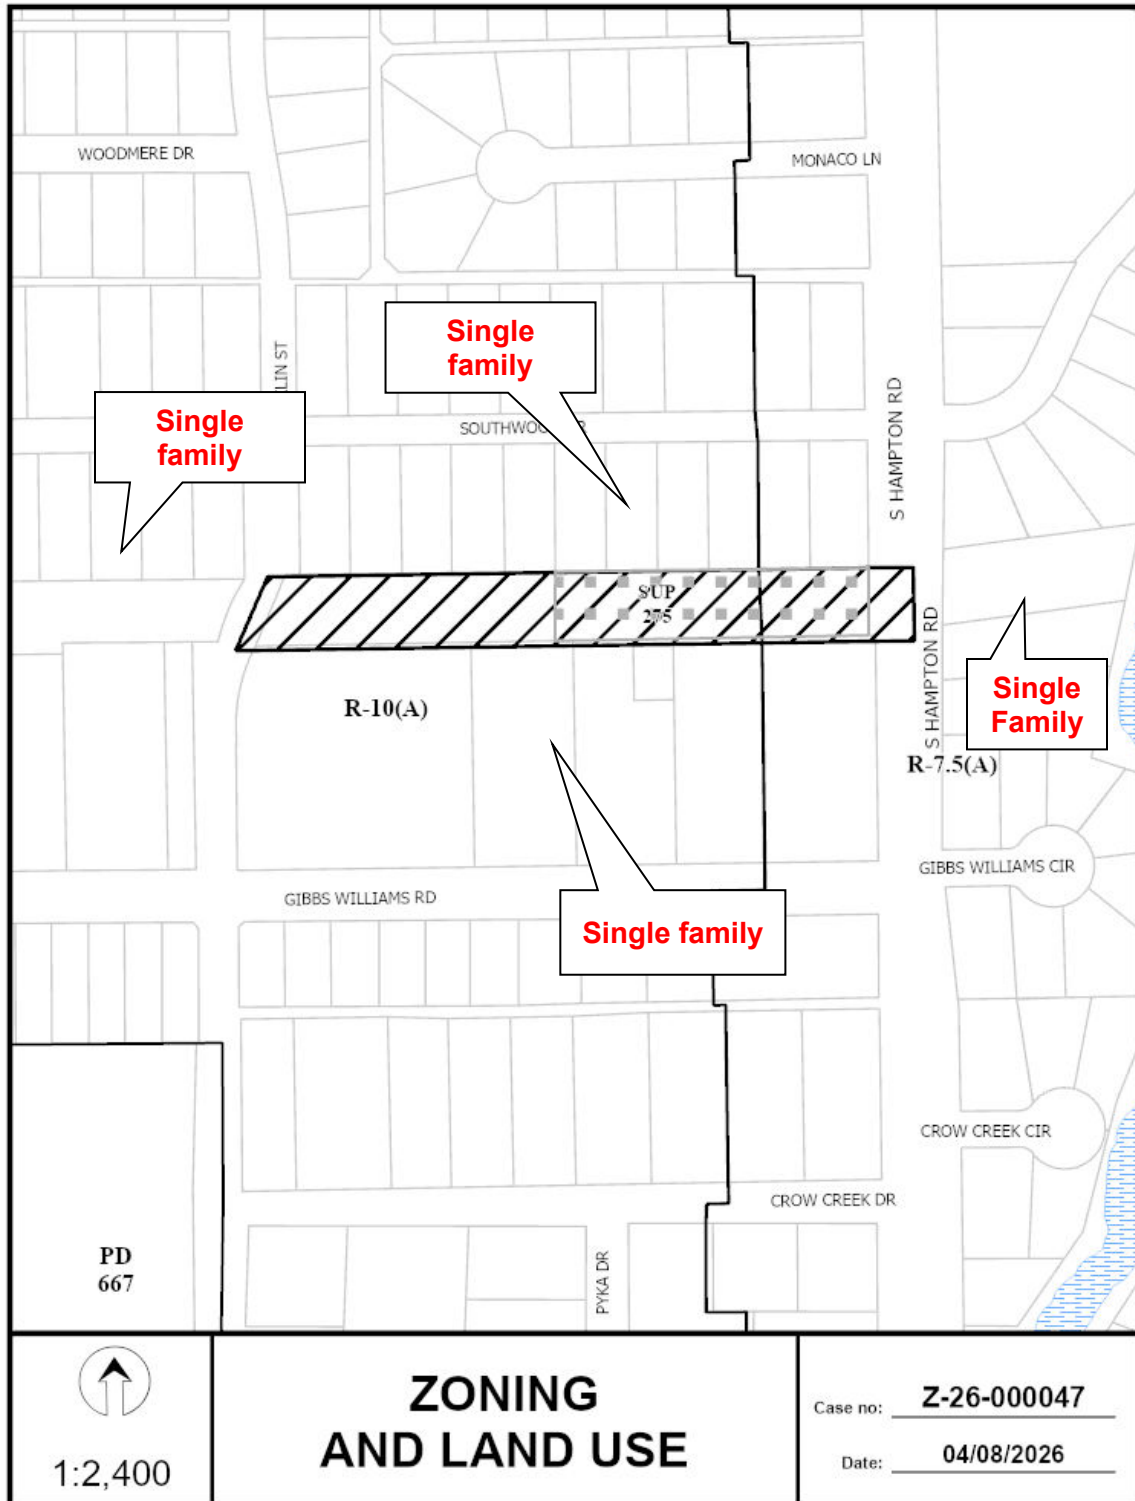 WOODMERE DR
MONACO LN
Single
family
LIN ST
Single
family
S HAMPTON RD
SUP
S HAMPTON RD
Single
Family
R-10(A)
R-7.5(A)
GIBBS WILLIAMS CIR
GIBBS WILLIAMS RD
Single family
CROW CREEK CIR
CROW CREEK DR
PD
667
PYKA DR
1:2,400
ZONING
AND LAND USE
Case no: Z-26-000047
Date: 04/08/2026